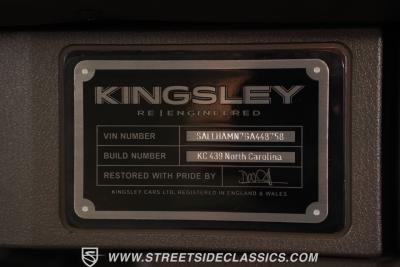 KINGSLEY
RE|ENGINEERED
VIN NUMBER SALLHAMN7GA448758
BUILD NUMBER KC 439 North Carolina
RESTORED WITH PRIDE BY
KINGSLEY CARS LTD, REGISTERED IN ENGLAND & WALES
WWW.STREETSIDECLASSICS.COM